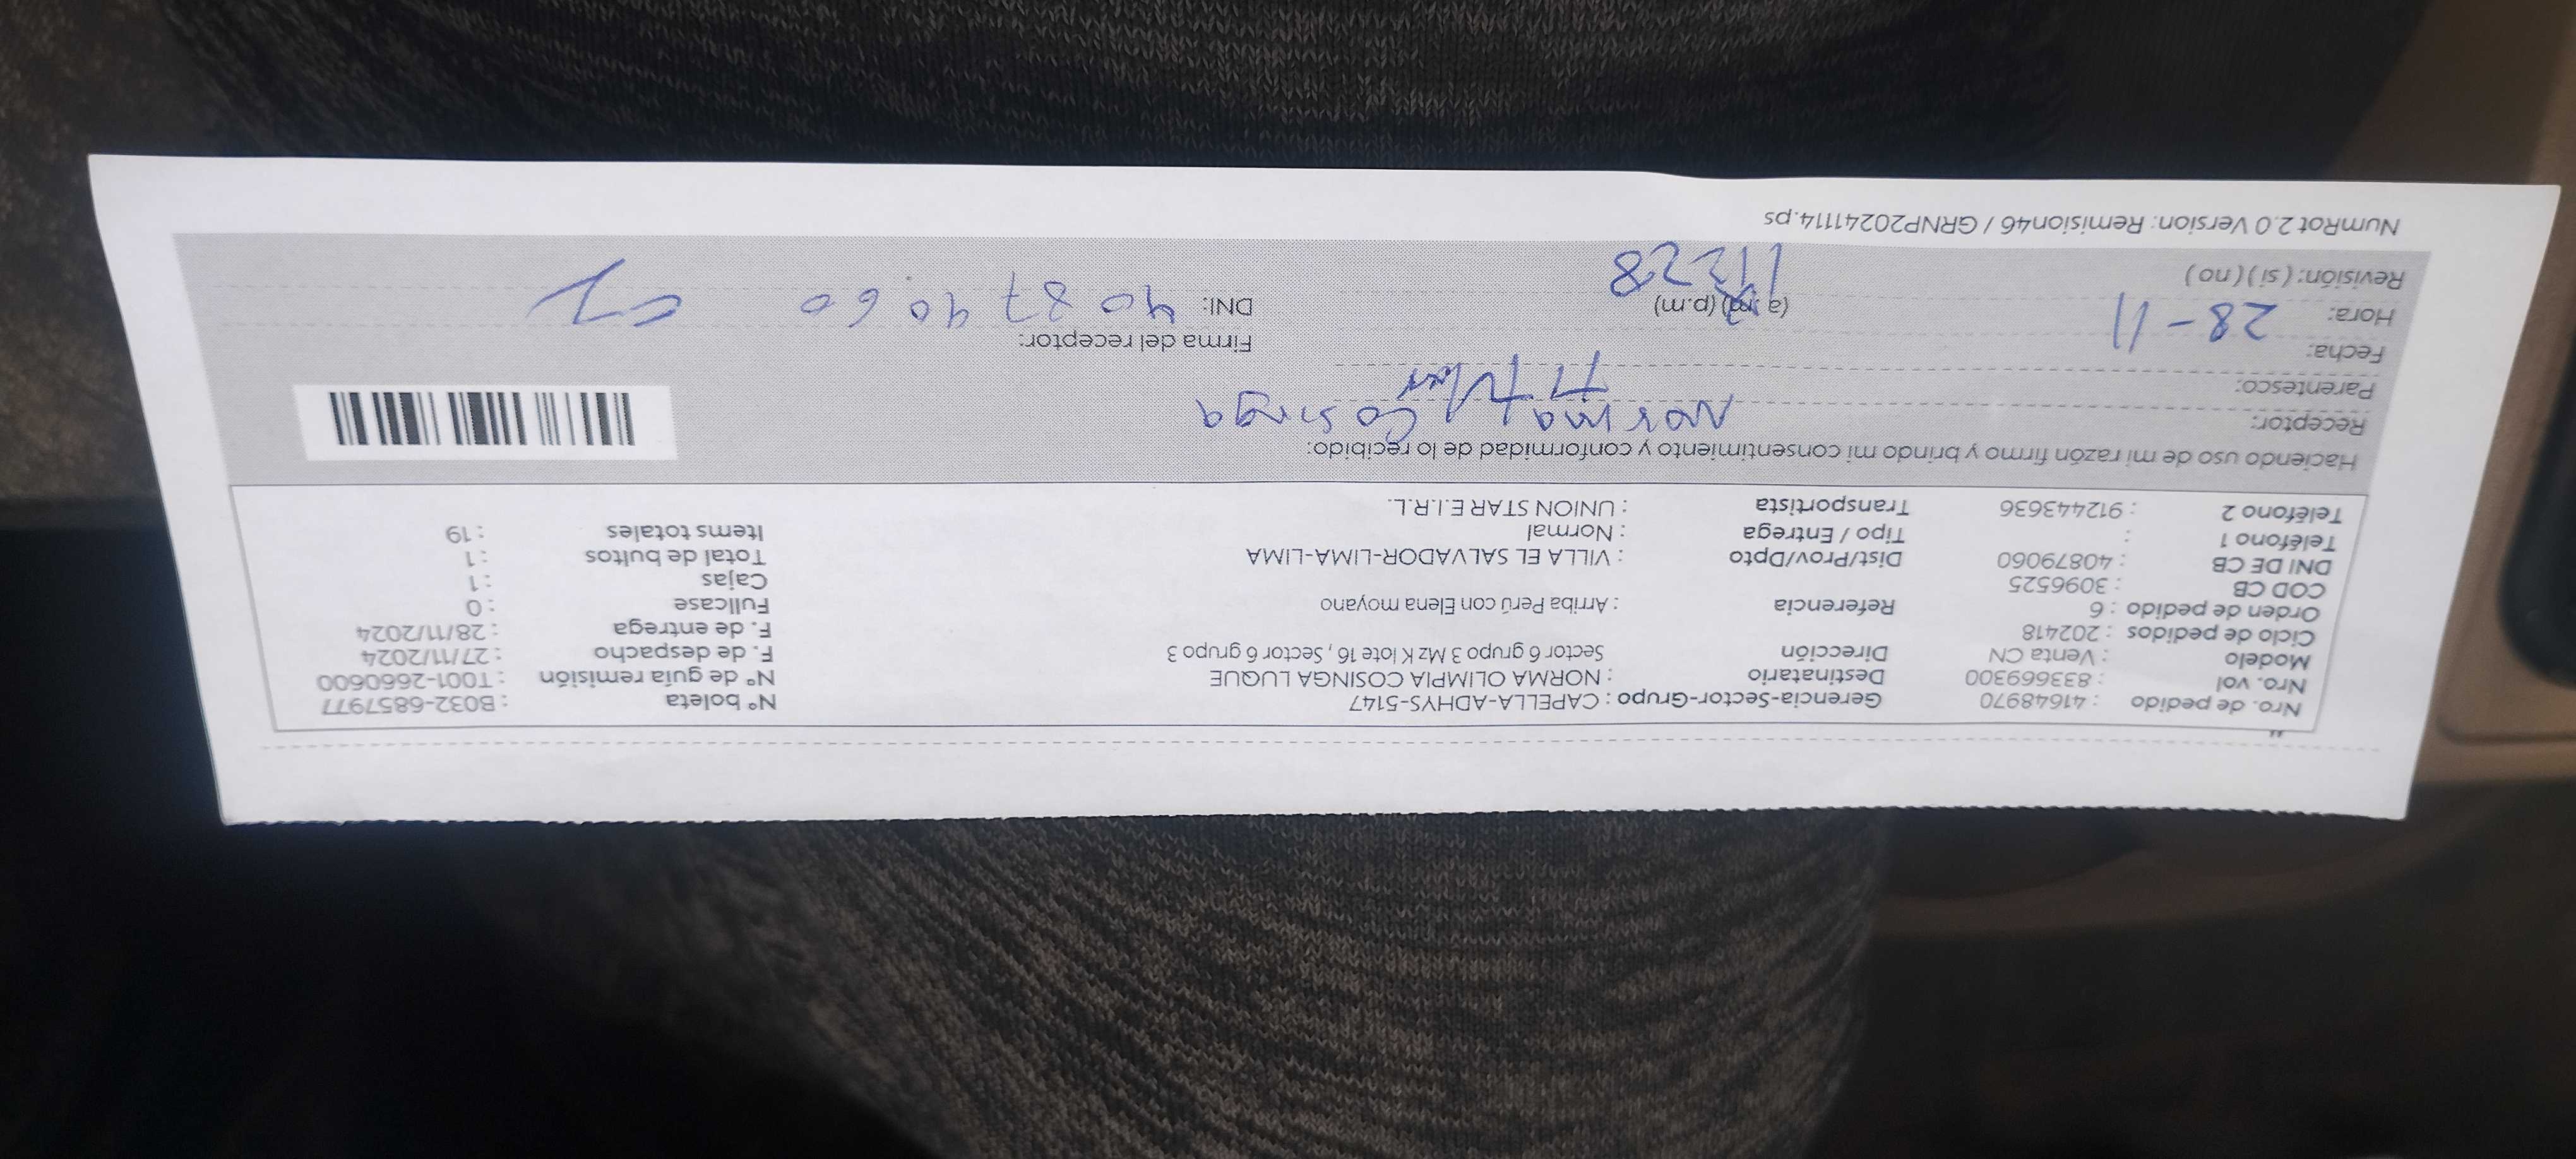 Nro. de pedido : 41648970 Gerencia-Sector-Grupo : CAPELLA-ADHYS-5147 N° boleta : B032-6857977
Nro. vol : 833669300 Destinatario : NORMA OLIMPIA COSINGA LUQUE N° de guía remisión : T001-2660600
Modelo : Venta CN Dirección Sector 6 grupo 3 Mz K lote 16 , Sector 6 grupo 3 F. de despacho : 27/11/2024
Ciclo de pedidos : 202418 F. de entrega : 28/11/2024
Orden de pedido : 6 Referencia : Arriba Perú con Elena moyano Fullcase : 0
COD CB : 3096525 Cajas : 1
DNI DE CB : 40879060 Dist/Prov/Dpto : VILLA EL SALVADOR-LIMA-LIMA Total de bultos : 1
Teléfono 1 : Tipo / Entrega : Normal Items totales : 19
Teléfono 2 : 912443636 Transportista : UNION STAR E.I.R.L.
Haciendo uso de mi razón firmo y brindo mi consentimiento y conformidad de lo recibido:
Receptor: Norma Cosinga
Parentesco:
Fecha: Firma del receptor:
Hora: 28-11 (a.m) (p.m) DNI:
Revisión: ( si ) ( no )
NumRot 2.0 Version: Remision46 / GRNP20241114.ps